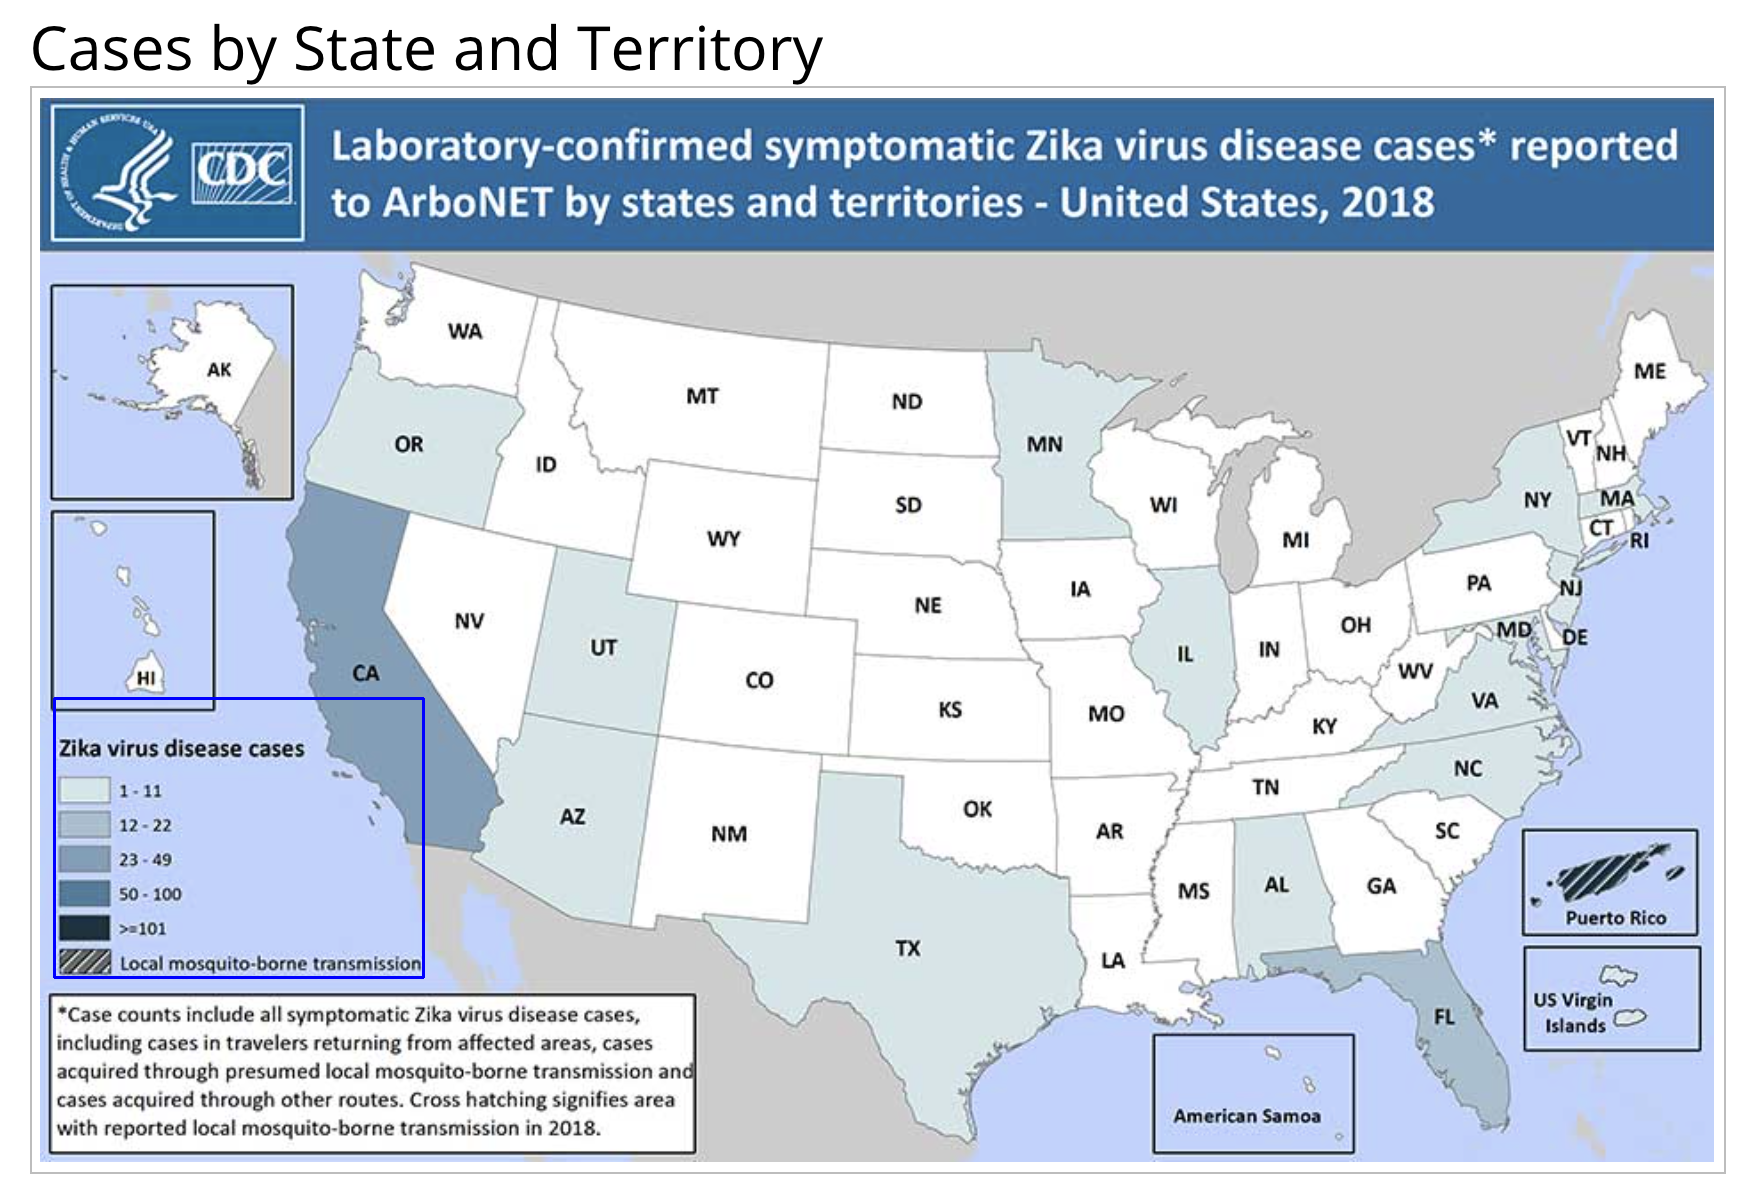 Cases by State and Territory
DEPARTMENT OF HEALTH & HUMAN SERVICES USA
CDC
Laboratory-confirmed symptomatic Zika virus disease cases* reported
to ArboNET by states and territories - United States, 2018
WA
AK
ME
MT
ND
VT
OR
MN
NH
ID
NY
MA
SD
WI
CT
WY
MI
RI
PA
NJ
IA
NE
NV
OH
MD
DE
UT
IN
IL
WV
CA
HI
CO
VA
KS
MO
KY
NC
TN
AZ
OK
NM
AR
SC
MS
AL
GA
TX
LA
FL
Puerto Rico
US Virgin
Islands
American Samoa
Zika virus disease cases
1 - 11
12 - 22
23 - 49
50 - 100
>=101
Local mosquito-borne transmission
*Case counts include all symptomatic Zika virus disease cases,
including cases in travelers returning from affected areas, cases
acquired through presumed local mosquito-borne transmission and
cases acquired through other routes. Cross hatching signifies area
with reported local mosquito-borne transmission in 2018.